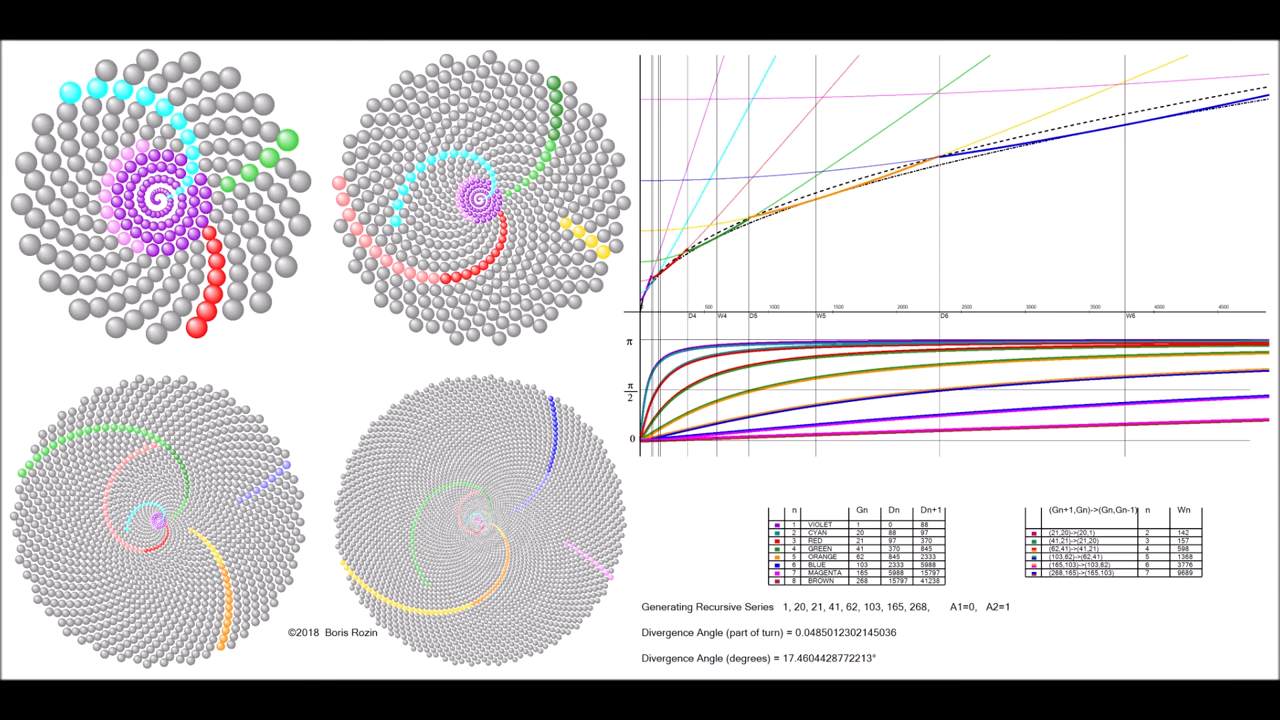 500 1000 1500 2000 2500 3000 3500 4000 4500
D4 W4 D5 W5 D6 W6
π
π
2
0
n Gn Dn Dn+1
1 VIOLET 1 0 88
2 CYAN 20 88 97
3 RED 21 97 370
4 GREEN 41 370 845
5 ORANGE 62 845 2333
6 BLUE 103 2333 5988
7 MAGENTA 165 5988 15797
8 BROWN 268 15797 41238
(Gn+1,Gn)->(Gn,Gn-1) n Wn
(21,20)->(20,1) 2 142
(41,21)->(21,20) 3 157
(62,41)->(41,21) 4 598
(103,62)->(62,41) 5 1368
(165,103)->(103,62) 6 3776
(268,165)->(165,103) 7 9689
Generating Recursive Series 1, 20, 21, 41, 62, 103, 165, 268, A1=0, A2=1
©2018 Boris Rozin
Divergence Angle (part of turn) = 0.0485012302145036
Divergence Angle (degrees) = 17.4604428772213°